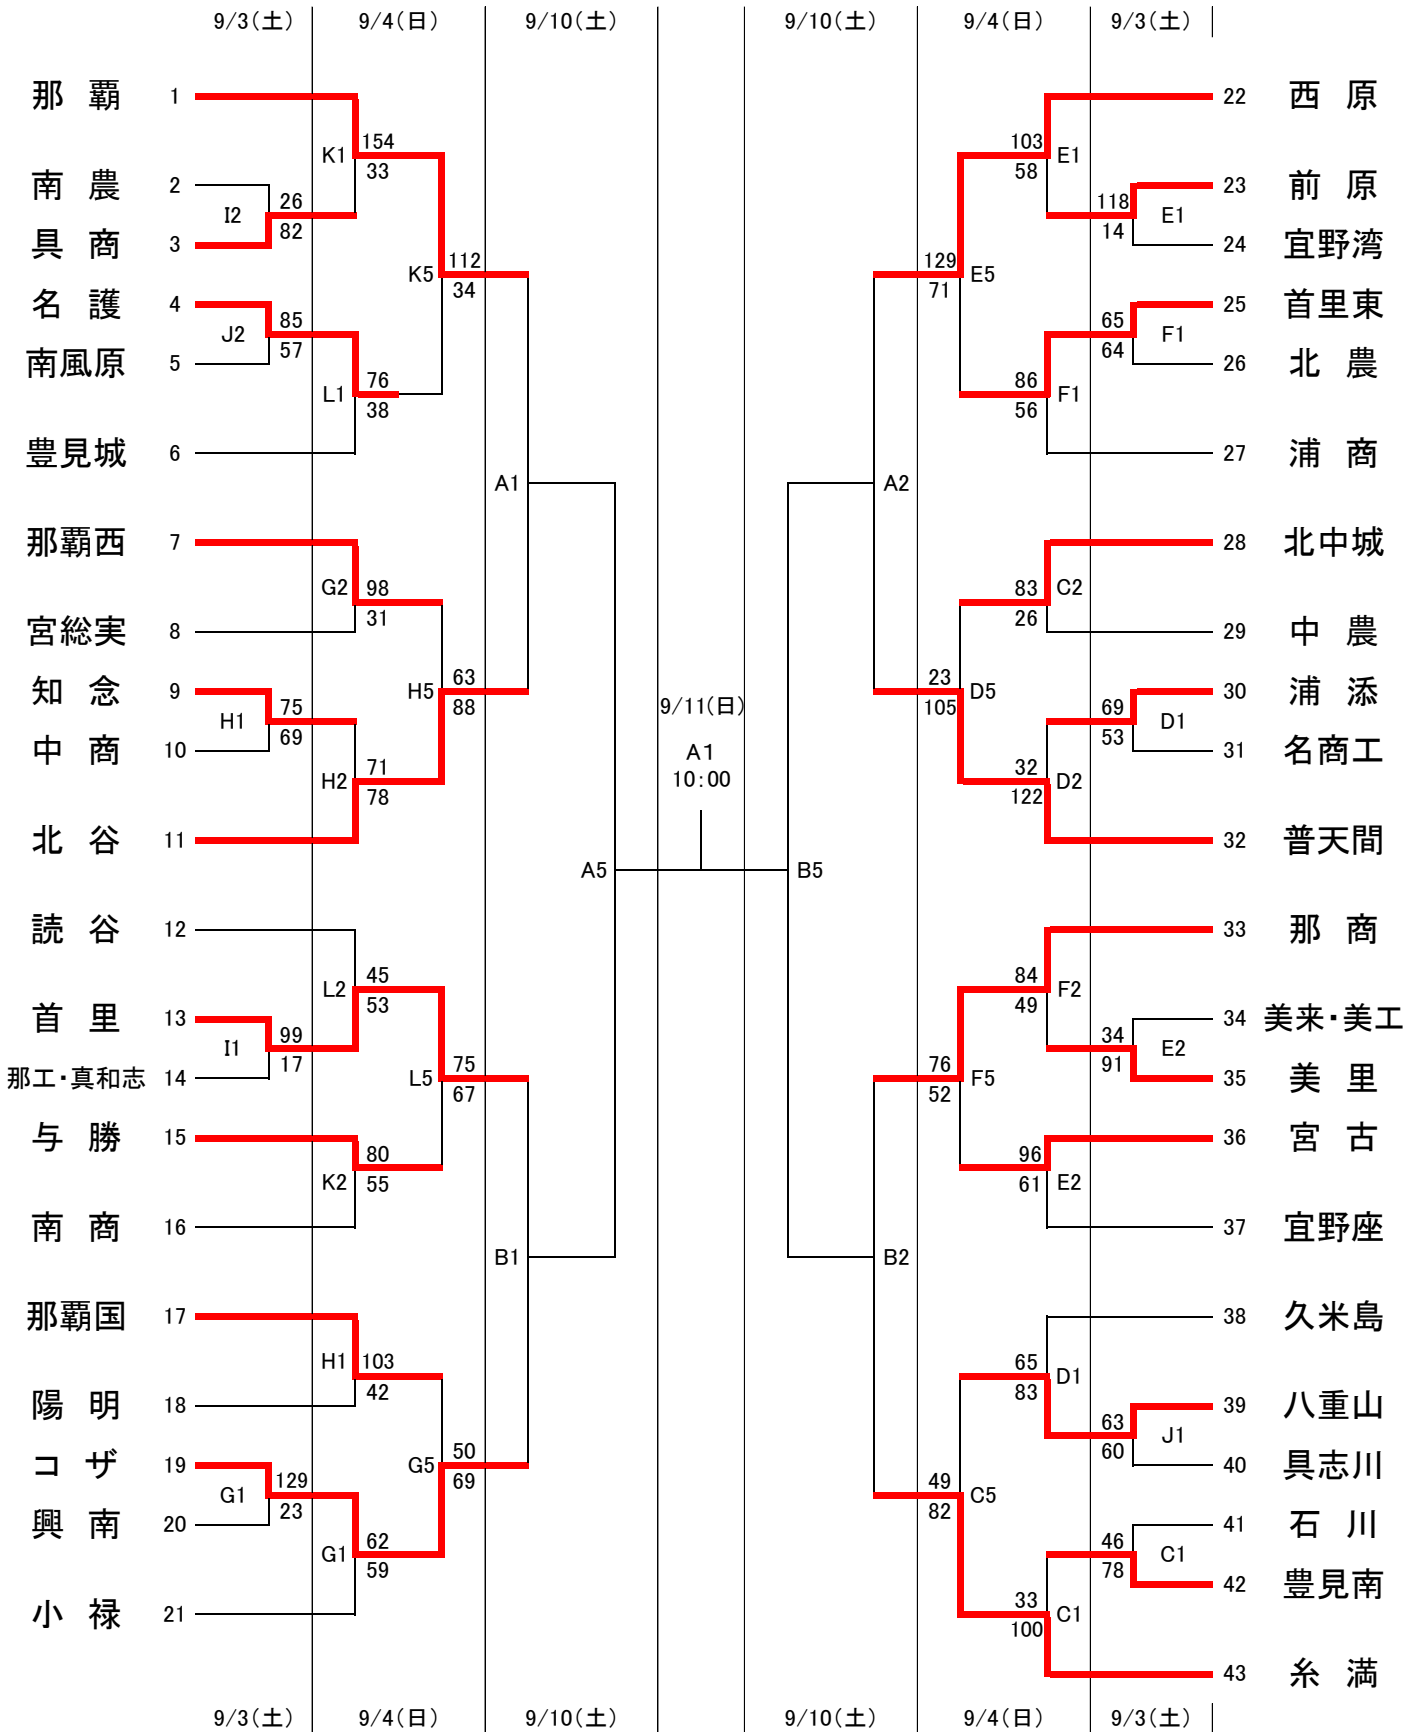 9/3(土) 9/4(日) 9/10(土) 9/10(土) 9/4(日) 9/3(土)
那 覇 1
K1 154
33
南 農 2
I2 26
82
具 商 3
K5 112
34
名 護 4
J2 85
57
南風原 5
L1 76
38
豊見城 6
A1
那覇西 7
G2 98
31
宮総実 8
H5 63
88
知 念 9
H1 75
69
中 商 10
H2 71
78
北 谷 11
A5
読 谷 12
L2 45
53
首 里 13
I1 99
17
那工・真和志 14
L5 75
67
与 勝 15
K2 80
55
南 商 16
B1
那覇国 17
H1 103
42
陽 明 18
G5 50
69
コ ザ 19
G1 129
23
興 南 20
G1 62
59
小 禄 21
9/11(日)
A1
10:00
22 西 原
103 E1
58
23 前 原
118 E1
14
24 宜野湾
129 E5
71
25 首里東
65 F1
64
26 北 農
86 F1
56
27 浦 商
A2
28 北中城
83 C2
26
29 中 農
23 D5
105
30 浦 添
69 D1
53
31 名商工
32 D2
122
32 普天間
B5
33 那 商
84 F2
49
34 美来・美工
34 E2
91
35 美 里
76 F5
52
36 宮 古
96 E2
61
37 宜野座
B2
38 久米島
65 D1
83
39 八重山
63 J1
60
40 具志川
49 C5
82
41 石 川
46 C1
78
42 豊見南
33 C1
100
43 糸 満
9/3(土) 9/4(日) 9/10(土) 9/10(土) 9/4(日) 9/3(土)